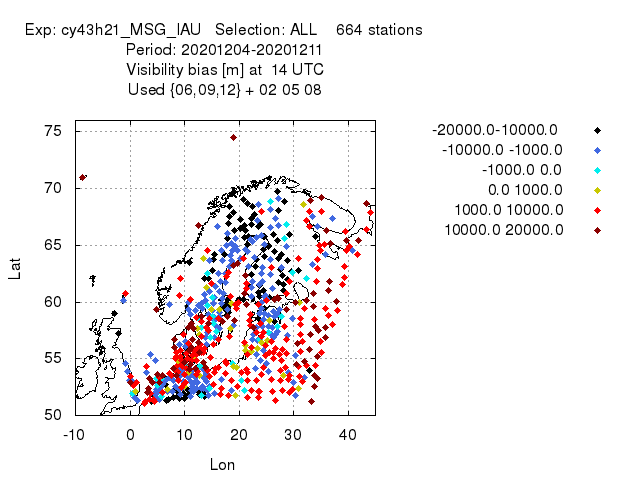 Exp: cy43h21_MSG_IAU   Selection: ALL    664 stations
Period: 20201204-20201211
Visibility bias [m] at  14 UTC
Used {06,09,12} + 02 05 08
-20000.0-10000.0
-10000.0 -1000.0
-1000.0 0.0
0.0 1000.0
1000.0 10000.0
10000.0 20000.0
75
70
65
60
55
50
Lat
-10 0 10 20 30 40
Lon